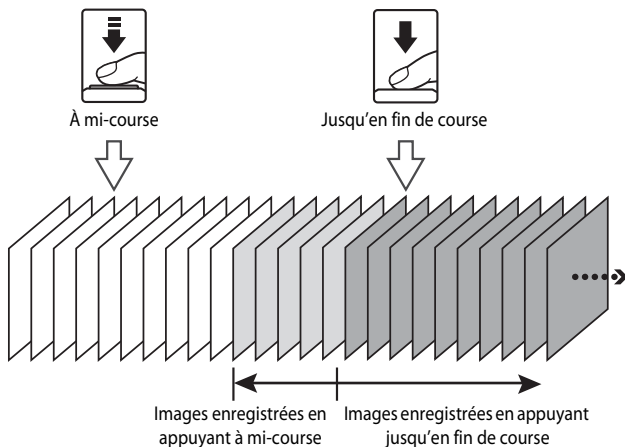 À mi-course
Jusqu'en fin de course
Images enregistrées en
appuyant à mi-course
Images enregistrées en appuyant
jusqu'en fin de course